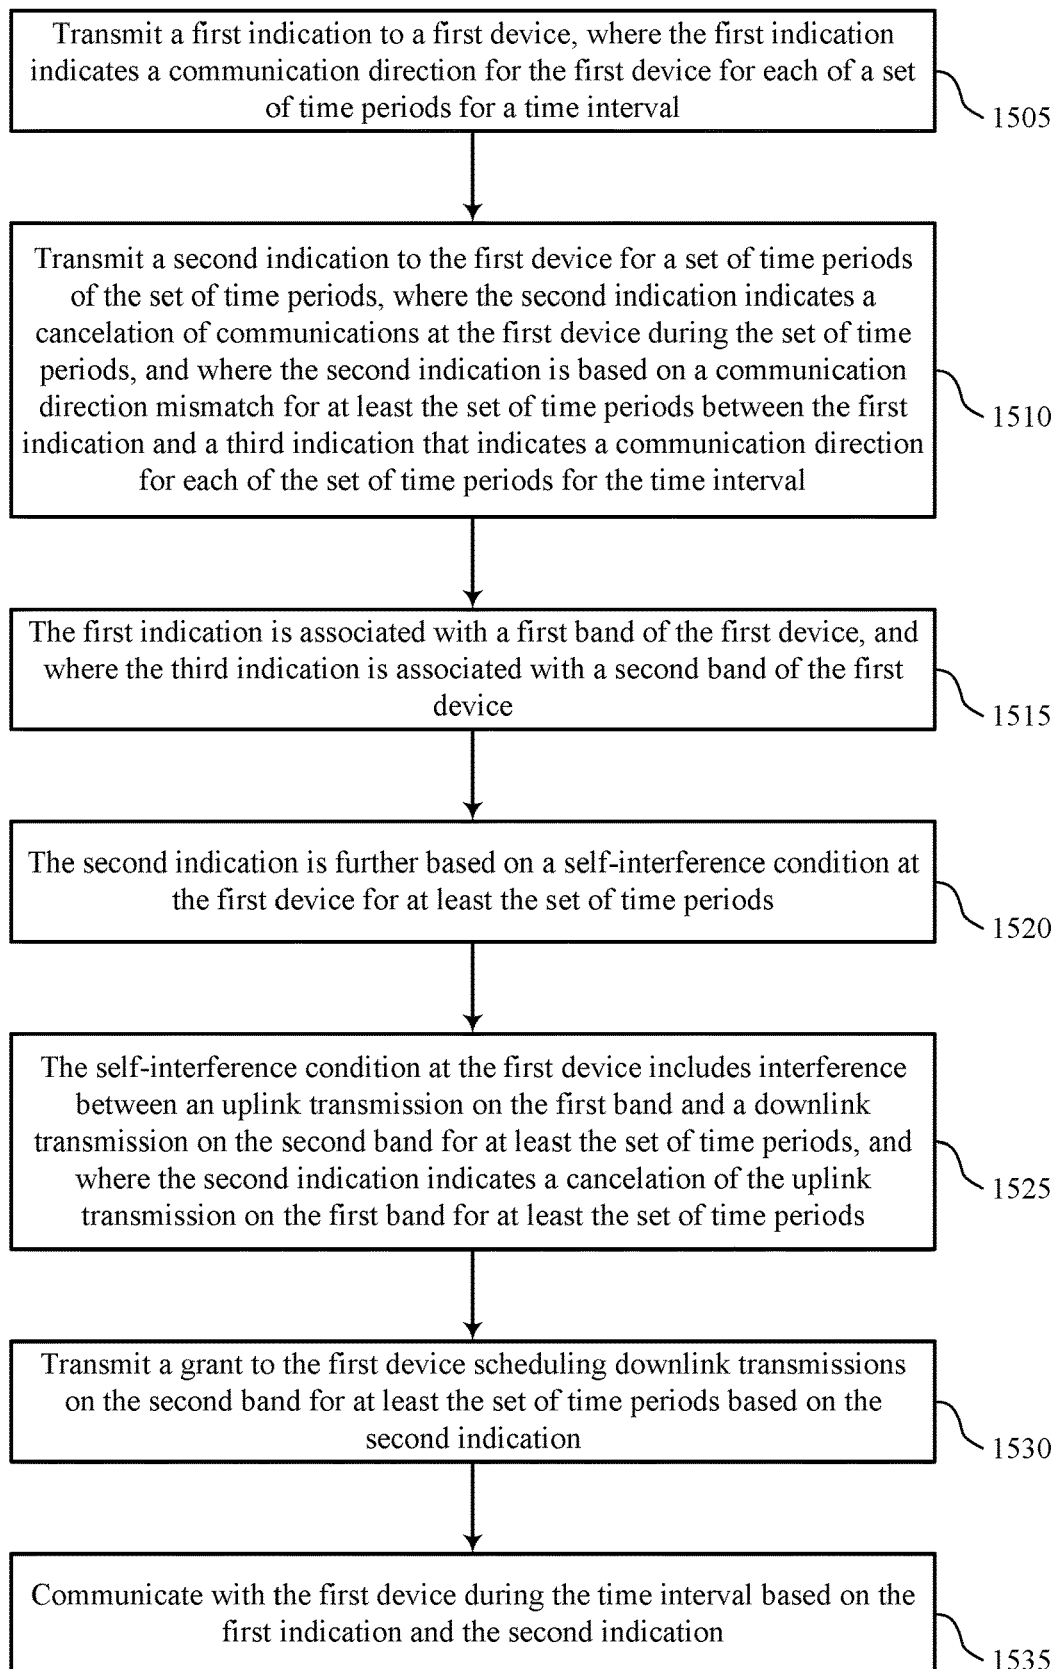 Transmit a first indication to a first device, where the first indication
indicates a communication direction for the first device for each of a set
of time periods for a time interval
1505
Transmit a second indication to the first device for a set of time periods
of the set of time periods, where the second indication indicates a
cancelation of communications at the first device during the set of time
periods, and where the second indication is based on a communication
direction mismatch for at least the set of time periods between the first
indication and a third indication that indicates a communication direction
for each of the set of time periods for the time interval
1510
The first indication is associated with a first band of the first device, and
where the third indication is associated with a second band of the first
device
1515
The second indication is further based on a self-interference condition at
the first device for at least the set of time periods
1520
The self-interference condition at the first device includes interference
between an uplink transmission on the first band and a downlink
transmission on the second band for at least the set of time periods, and
where the second indication indicates a cancelation of the uplink
transmission on the first band for at least the set of time periods
1525
Transmit a grant to the first device scheduling downlink transmissions
on the second band for at least the set of time periods based on the
second indication
1530
Communicate with the first device during the time interval based on the
first indication and the second indication
1535